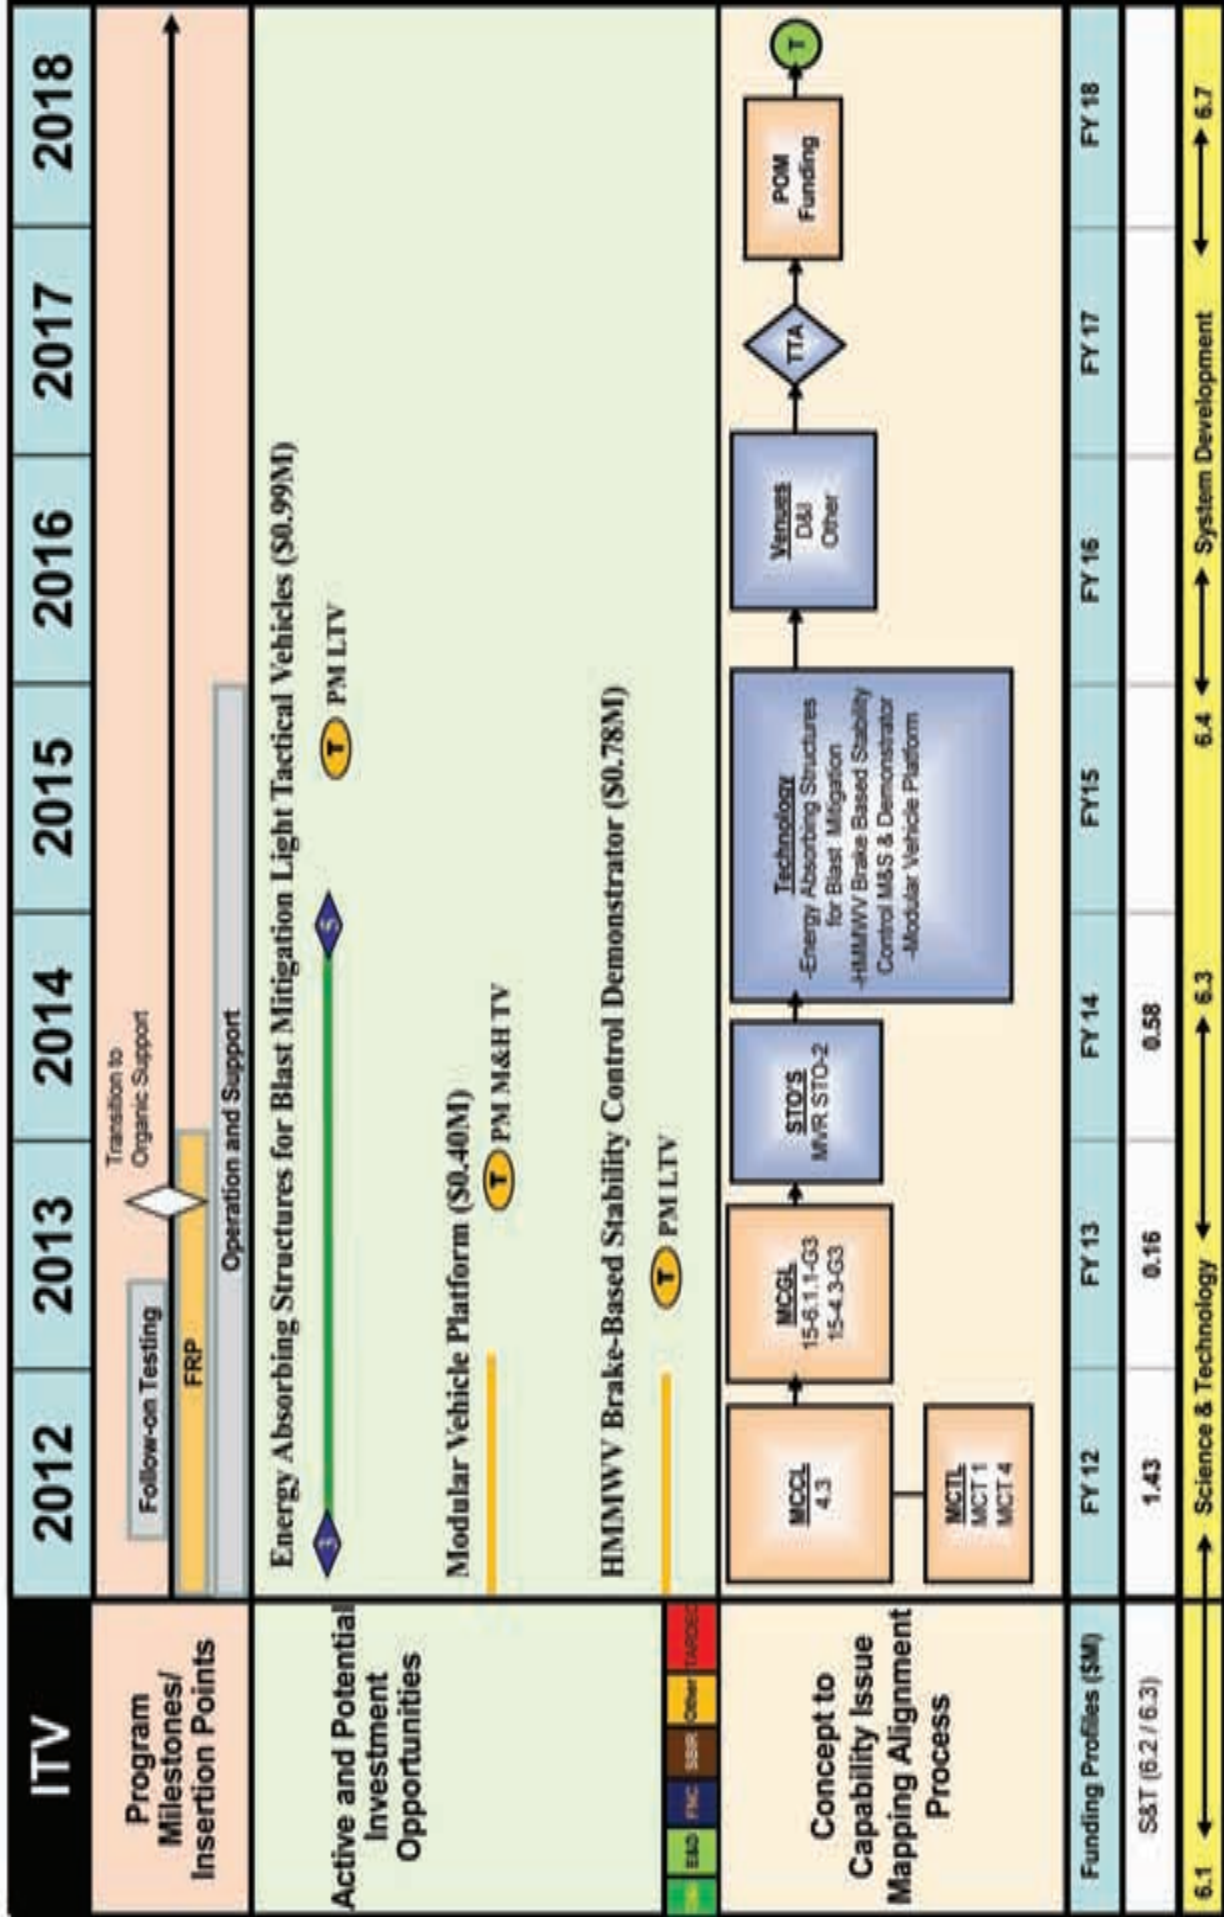 ITV
2012
2013
2014
2015
2016
2017
2018
Program
Milestones/
Insertion Points
Transition to
Organic Support
Follow-on Testing
FRP
Operation and Support
Active and Potential
Investment
Opportunities
Energy Absorbing Structures for Blast Mitigation Light Tactical Vehicles ($0.99M)
3
5
T PM LTV
Modular Vehicle Platform ($0.40M)
T PM M&H TV
HMMWV Brake-Based Stability Control Demonstrator ($0.78M)
T PM LTV
E&D
FNC
SBIR
Other
TARDEC
Concept to
Capability Issue
Mapping Alignment
Process
MCCL
4.3
MCTL
MCT 1
MCT 4
MCGL
15-6.1.1-G3
15-4.3-G3
STO'S
MVR STO-2
Technology
-Energy Absorbing Structures
for Blast Mitigation
-HMMWV Brake Based Stability
Control M&S & Demonstrator
-Modular Vehicle Platform
Venues
D&I
Other
TTA
POM
Funding
T
Funding Profiles ($M)
FY 12
FY 13
FY 14
FY15
FY 16
FY 17
FY 18
S&T (6.2 / 6.3)
1.43
0.16
0.58
6.1
Science & Technology
6.3
6.4
System Development
6.7